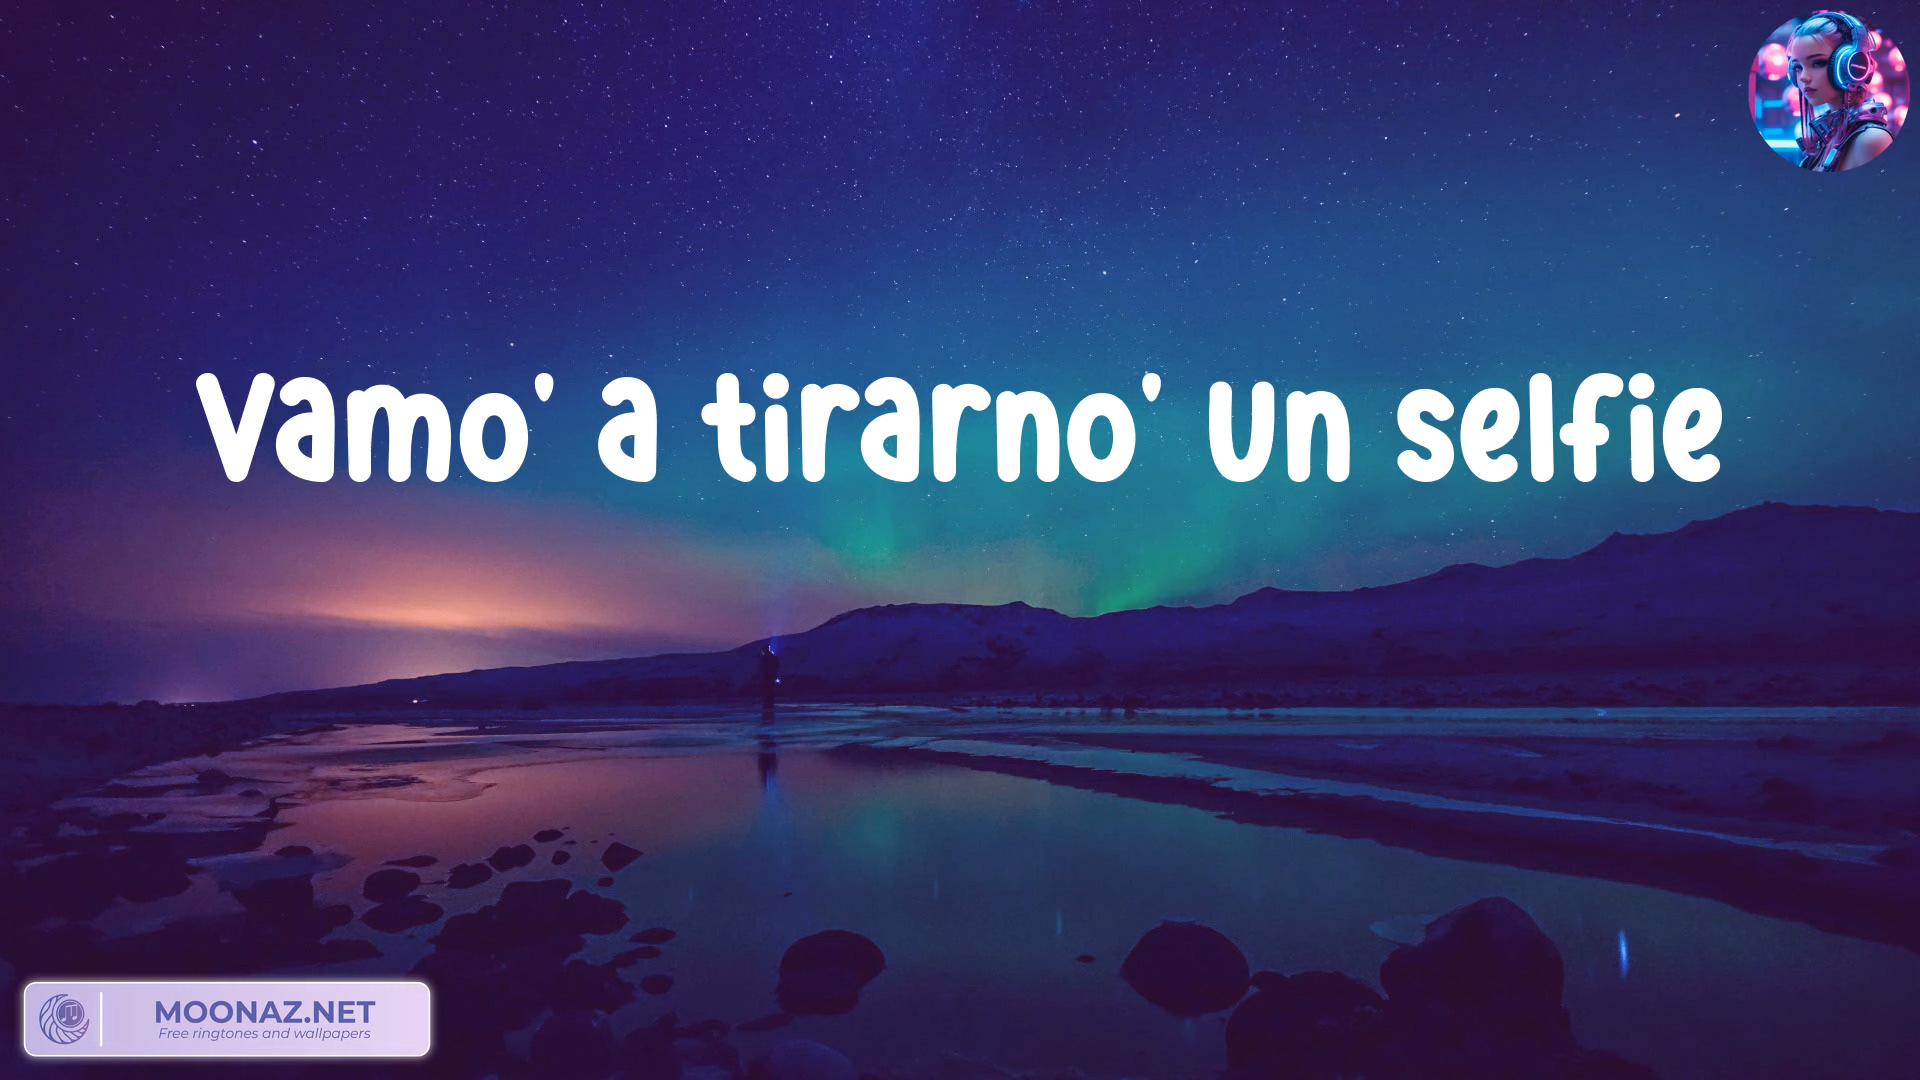 Vamo' a tirarno' un selfie
MOONAZ.NET
Free ringtones and wallpapers